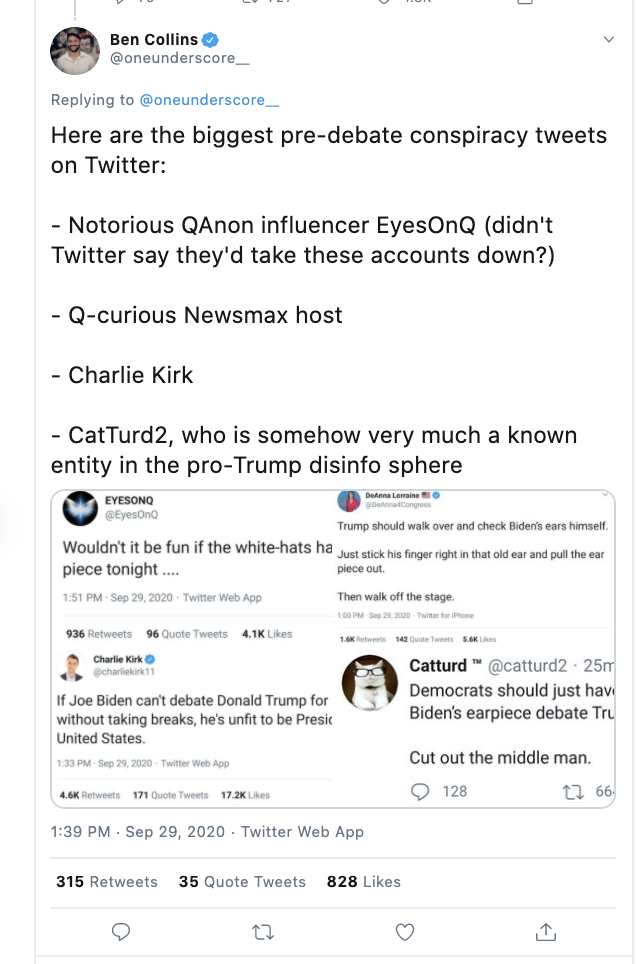 Ben Collins
@oneunderscore__
Replying to @oneunderscore__
Here are the biggest pre-debate conspiracy tweets
on Twitter:
- Notorious QAnon influencer EyesOnQ (didn't
Twitter say they'd take these accounts down?)
- Q-curious Newsmax host
- Charlie Kirk
- CatTurd2, who is somehow very much a known
entity in the pro-Trump disinfo sphere
EYESONQ
@EyesOnQ
Wouldn't it be fun if the white-hats ha
piece tonight ....
1:51 PM · Sep 29, 2020 · Twitter Web App
936 Retweets 96 Quote Tweets 4.1K Likes
DeAnna Lorraine 🇺🇸
@DeAnna4Congress
Trump should walk over and check Biden's ears himself.
Just stick his finger right in that old ear and pull the ear
piece out.
Then walk off the stage.
1:00 PM · Sep 29, 2020 · Twitter for iPhone
1.6K Retweets 142 Quote Tweets 5.6K Likes
Charlie Kirk
@charliekirk11
If Joe Biden can't debate Donald Trump for
without taking breaks, he's unfit to be Presid
United States.
1:33 PM · Sep 29, 2020 · Twitter Web App
4.6K Retweets 171 Quote Tweets 17.2K Likes
Catturd ™ @catturd2 · 25m
Democrats should just hav
Biden's earpiece debate Tru
Cut out the middle man.
128 66
1:39 PM · Sep 29, 2020 · Twitter Web App
315 Retweets 35 Quote Tweets 828 Likes